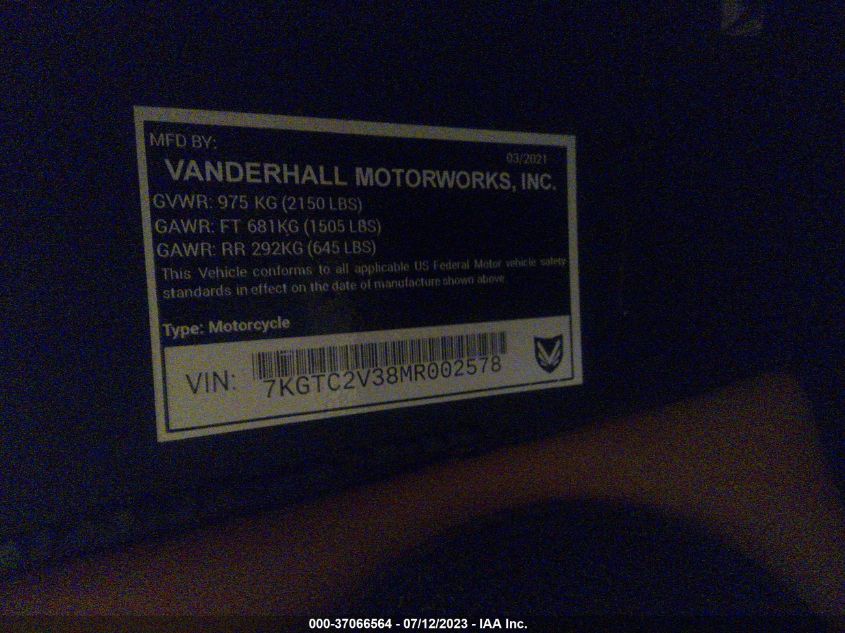 MFD BY:
03/2021
VANDERHALL MOTORWORKS, INC.
GVWR: 975 KG (2150 LBS)
GAWR: FT 681KG (1505 LBS)
GAWR: RR 292KG (645 LBS)
This Vehicle conforms to all applicable US Federal Motor vehicle safety
standards in effect on the date of manufacture shown above
Type: Motorcycle
VIN: 7KGTC2V38MR002578
000-37066564 - 07/12/2023 - IAA Inc.